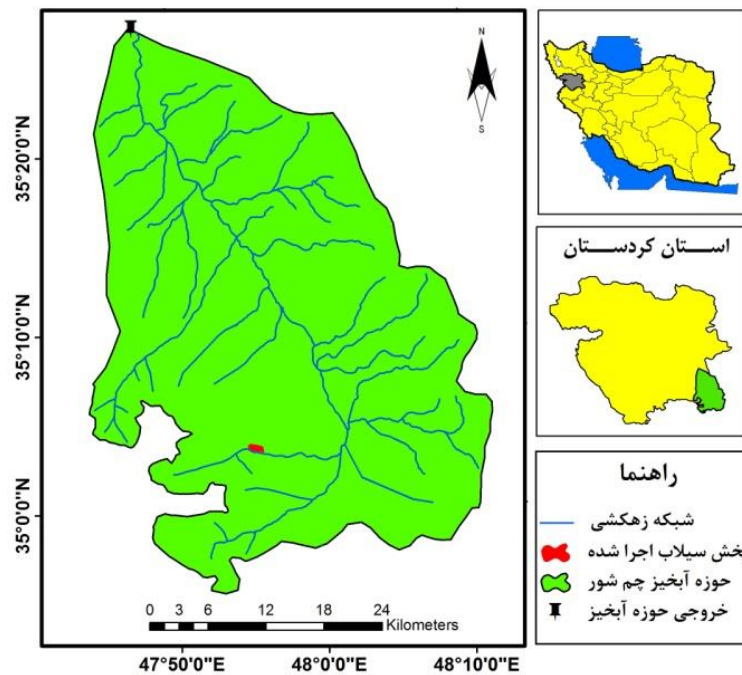 N
S
35°20'0"N
35°10'0"N
35°0'0"N
0 3 6 12 18 24
Kilometers
47°50'0"E 48°0'0"E 48°10'0"E
استان کردستان
راهنما
شبکه زهکشی
خش سیلاب اجرا شده
حوزه آبخیز چم شور
خروجی حوزه آبخیز